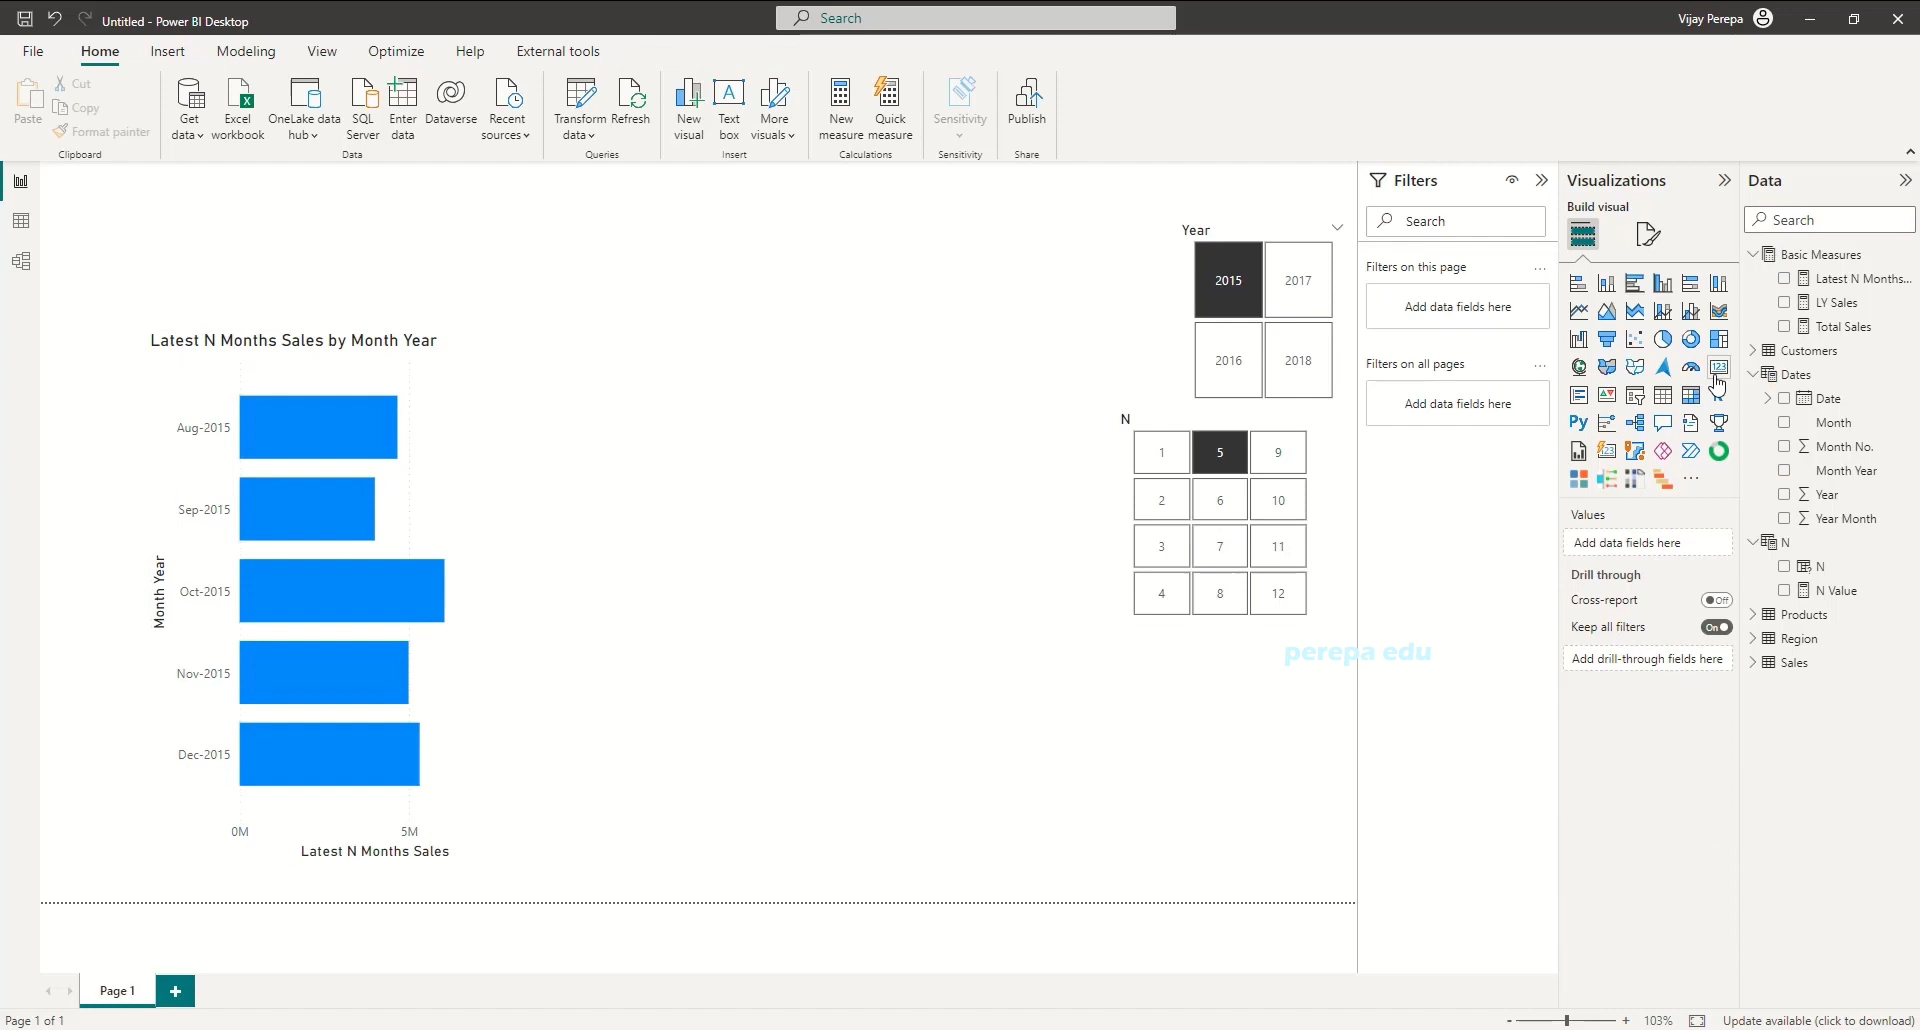 Untitled - Power BI Desktop
Search
Vijay Perepa
File
Home
Insert
Modeling
View
Optimize
Help
External tools
Paste
Cut
Copy
Format painter
Clipboard
Get data
Excel workbook
OneLake data hub
SQL Server
Enter data
Dataverse
Recent sources
Data
Transform data
Refresh
Queries
New visual
Text box
More visuals
Insert
New measure
Quick measure
Calculations
Sensitivity
Sensitivity
Publish
Share
Latest N Months Sales by Month Year
Month Year
Aug-2015
Sep-2015
Oct-2015
Nov-2015
Dec-2015
0M
5M
Latest N Months Sales
Year
2015
2017
2016
2018
N
1
5
9
2
6
10
3
7
11
4
8
12
perepa edu
Filters
Search
Filters on this page
...
Add data fields here
Filters on all pages
...
Add data fields here
Visualizations
Build visual
123
Py
123
...
Values
Add data fields here
Drill through
Cross-report
Off
Keep all filters
On
Add drill-through fields here
Data
Search
Basic Measures
Latest N Months...
LY Sales
Total Sales
Customers
Dates
Date
Month
Month No.
Month Year
Year
Year Month
N
N
N Value
Products
Region
Sales
Page 1
Page 1 of 1
103%
Update available (click to download)